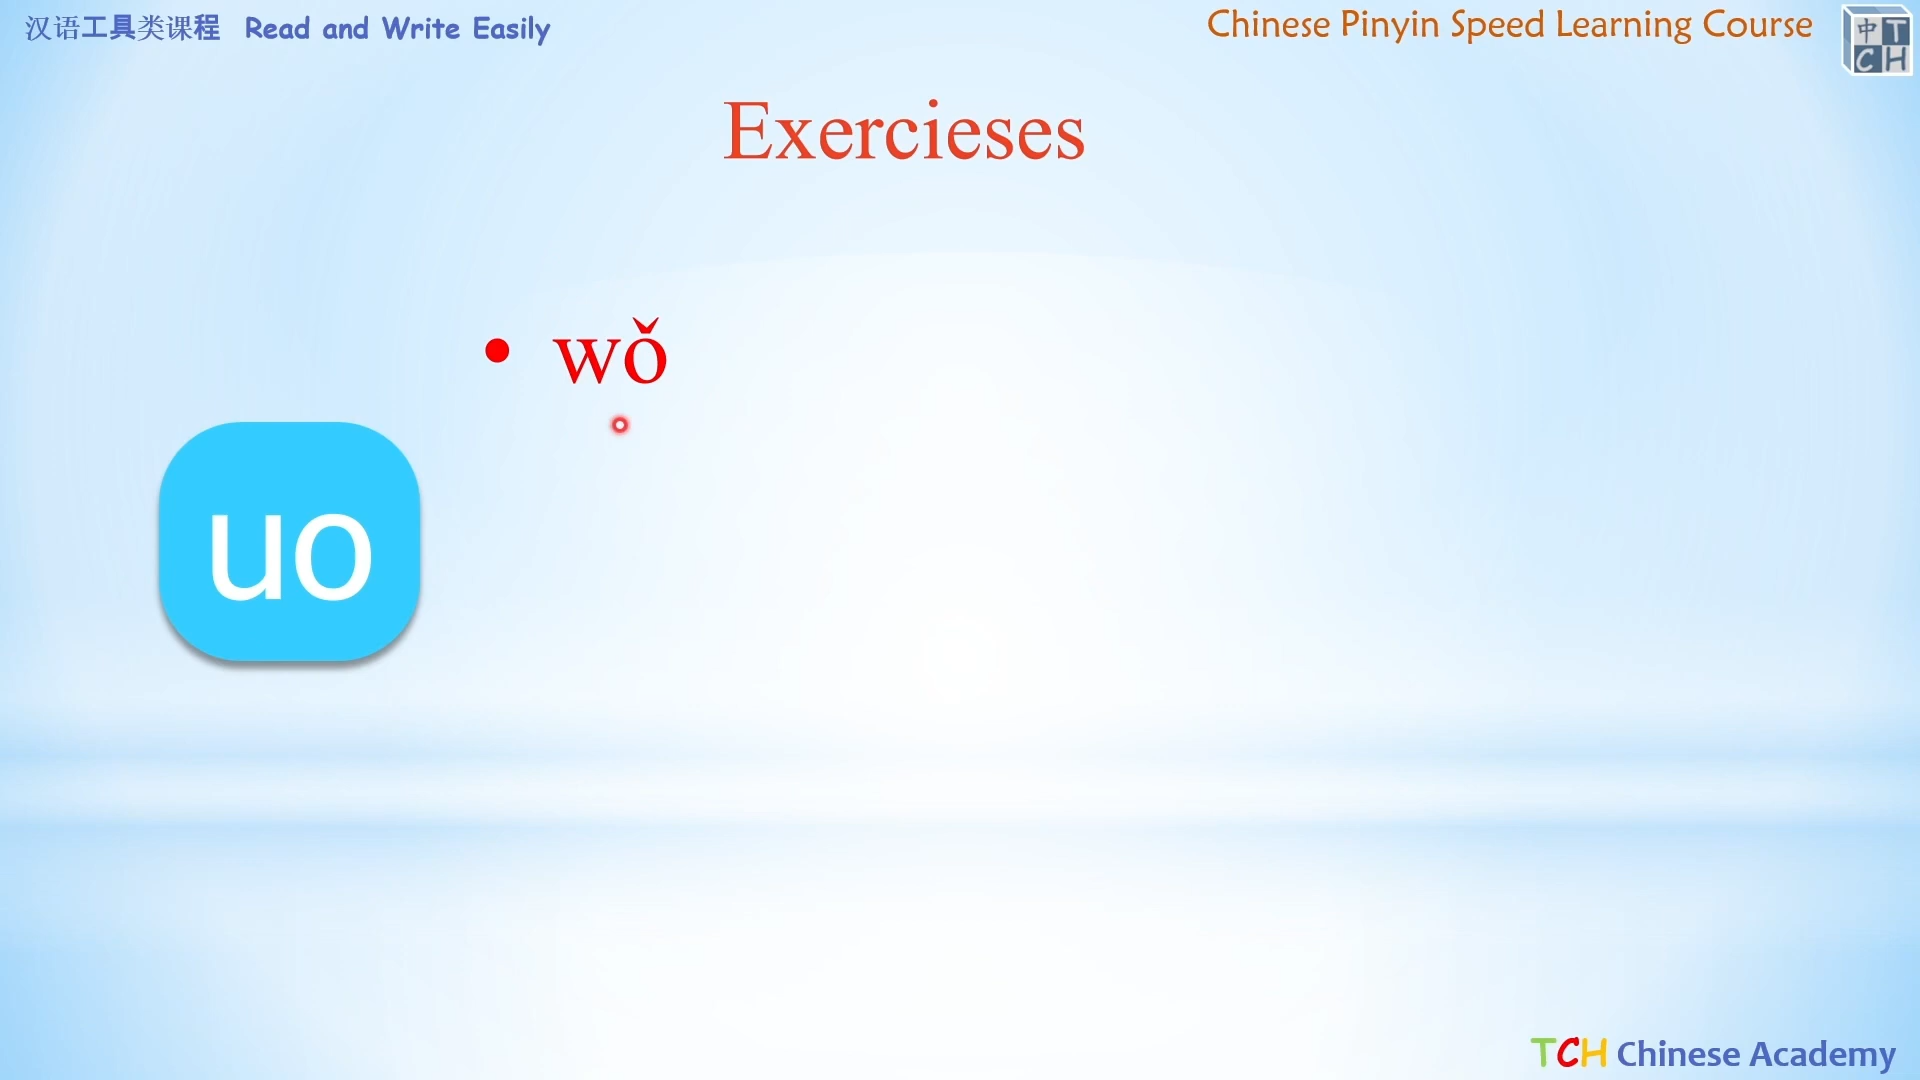 汉语工具类课程 Read and Write Easily
Chinese Pinyin Speed Learning Course
中T
CH
Exercieses
• wǒ
uo
TCH Chinese Academy